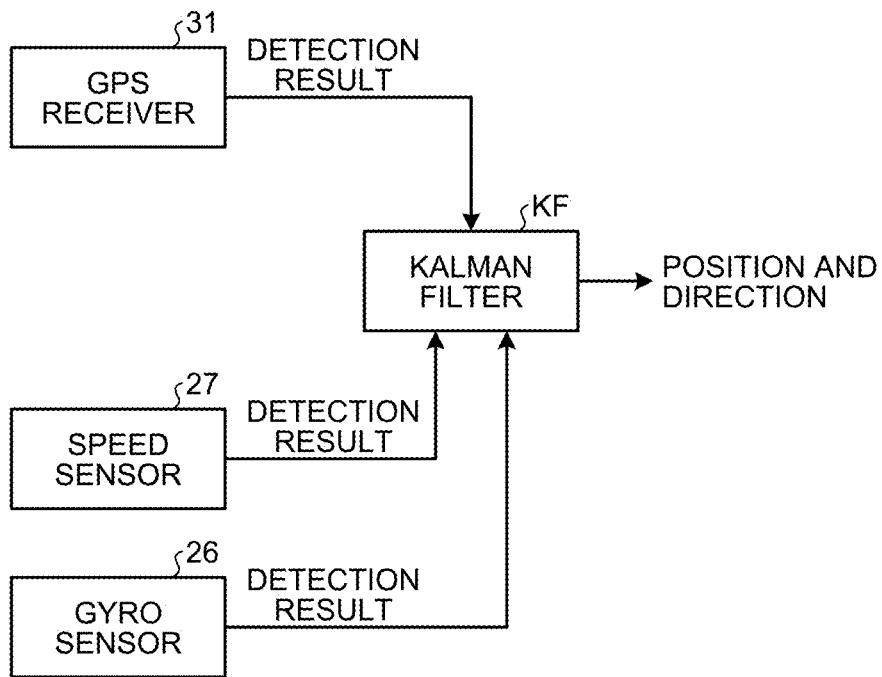 31
GPS
RECEIVER
DETECTION
RESULT
KF
KALMAN
FILTER
POSITION AND
DIRECTION
27
SPEED
SENSOR
DETECTION
RESULT
26
GYRO
SENSOR
DETECTION
RESULT